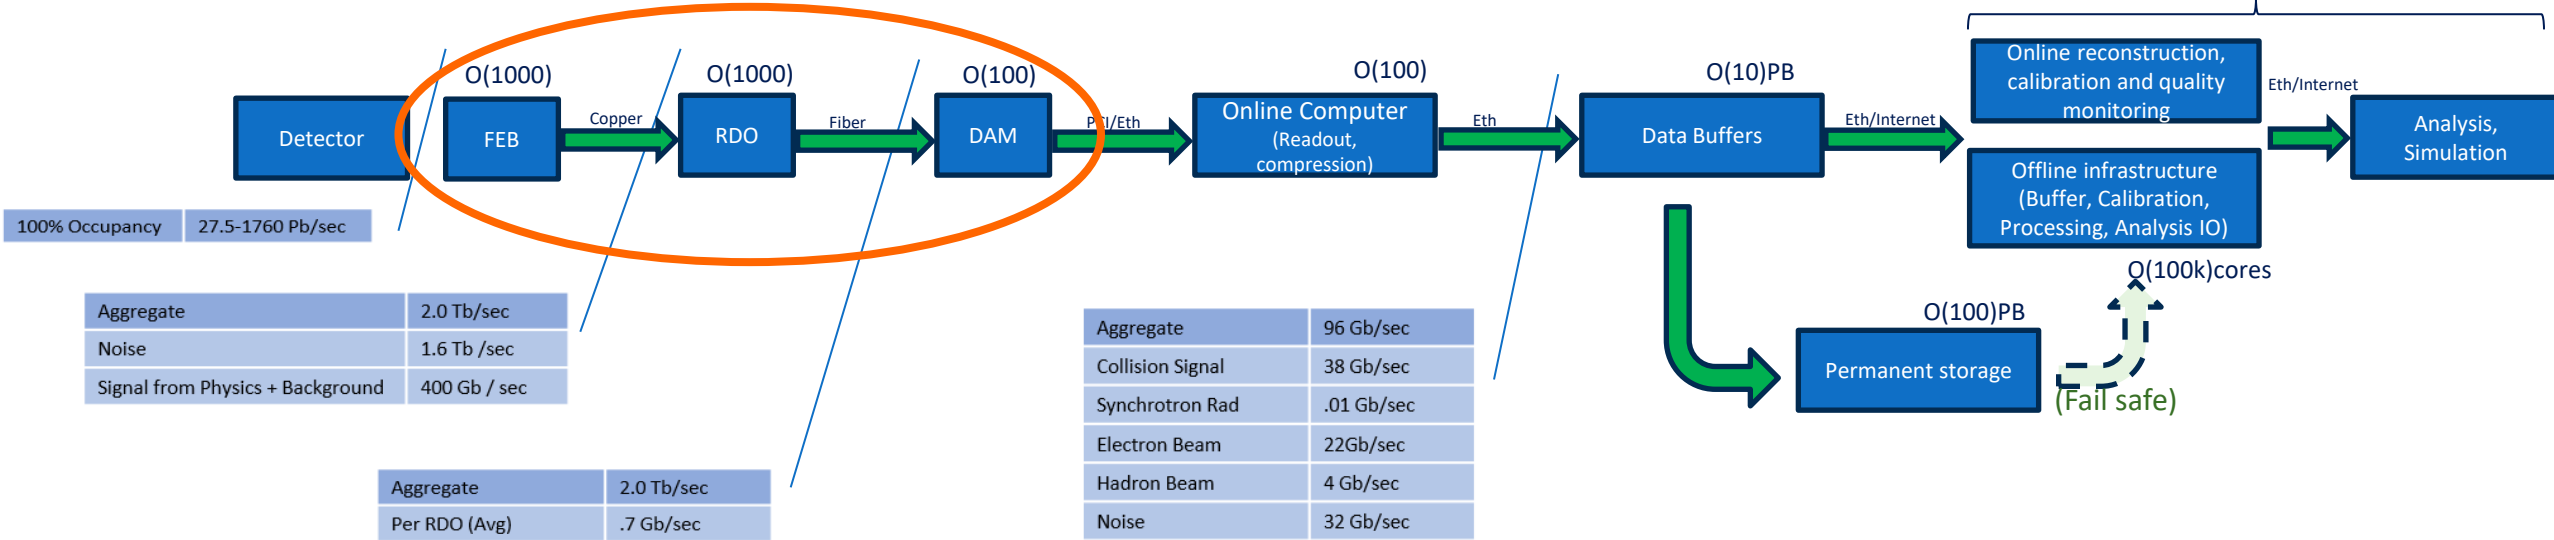 O(1000)
O(1000)
O(100)
O(100)
O(10)PB
Detector
FEB
Copper
RDO
Fiber
DAM
PCI/Eth
Online Computer
(Readout,
compression)
Eth
Data Buffers
Eth/Internet
Online reconstruction,
calibration and quality
monitoring
Offline infrastructure
(Buffer, Calibration,
Processing, Analysis IO)
Eth/Internet
Analysis,
Simulation
O(100k)cores
O(100)PB
Permanent storage
(Fail safe)
100% Occupancy 27.5-1760 Pb/sec
Aggregate 2.0 Tb/sec
Noise 1.6 Tb /sec
Signal from Physics + Background 400 Gb / sec
Aggregate 2.0 Tb/sec
Per RDO (Avg) .7 Gb/sec
Aggregate 96 Gb/sec
Collision Signal 38 Gb/sec
Synchrotron Rad .01 Gb/sec
Electron Beam 22Gb/sec
Hadron Beam 4 Gb/sec
Noise 32 Gb/sec